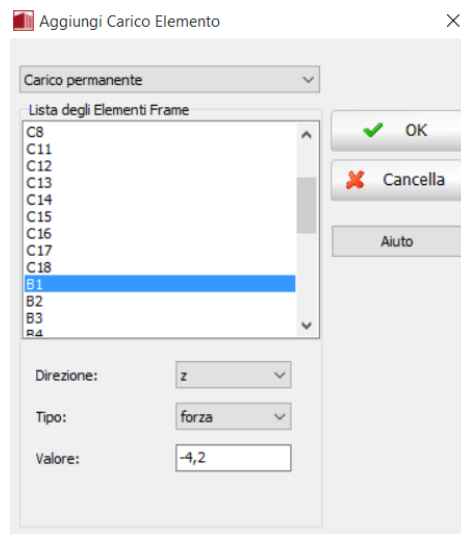 Aggiungi Carico Elemento
Carico permanente
Lista degli Elementi Frame
C8
C11
C12
C13
C14
C15
C16
C17
C18
B1
B2
B3
B4
OK
Cancella
Aiuto
Direzione: z
Tipo: forza
Valore: -4,2